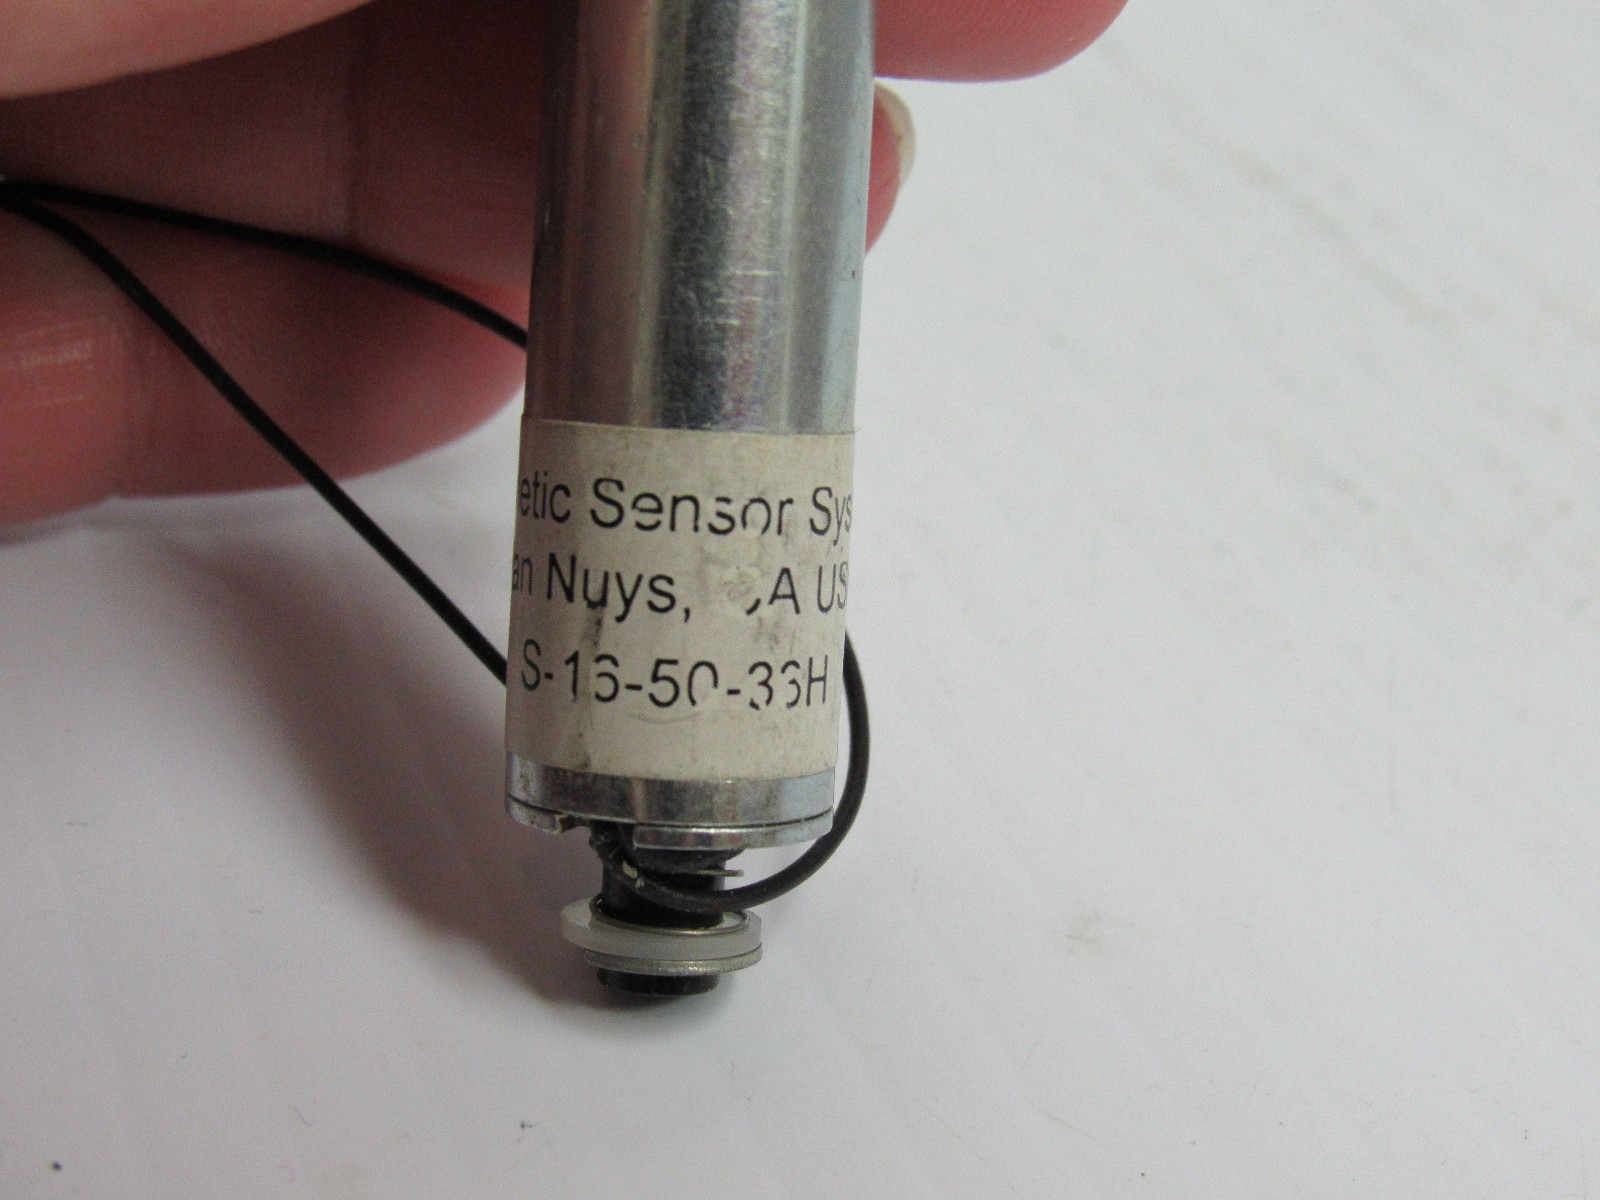 etic Sensor Sys
an Nuys, CA US
S-16-50-36H